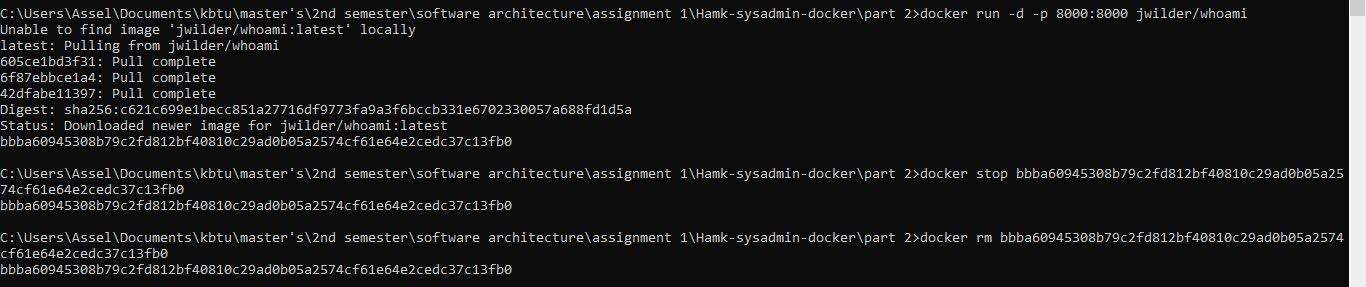 C:\Users\Assel\Documents\kbtu\master's\2nd semester\software architecture\assignment 1\Hamk-sysadmin-docker\part 2>docker run -d -p 8000:8000 jwilder/whoami
Unable to find image 'jwilder/whoami:latest' locally
latest: Pulling from jwilder/whoami
605ce1bd3f31: Pull complete
6f87ebbce1a4: Pull complete
42dfabe11397: Pull complete
Digest: sha256:c621c699e1becc851a27716df9773fa9a3f6bccb331e6702330057a688fd1d5a
Status: Downloaded newer image for jwilder/whoami:latest
bbba60945308b79c2fd812bf40810c29ad0b05a2574cf61e64e2cedc37c13fb0
C:\Users\Assel\Documents\kbtu\master's\2nd semester\software architecture\assignment 1\Hamk-sysadmin-docker\part 2>docker stop bbba60945308b79c2fd812bf40810c29ad0b05a25
74cf61e64e2cedc37c13fb0
bbba60945308b79c2fd812bf40810c29ad0b05a2574cf61e64e2cedc37c13fb0
C:\Users\Assel\Documents\kbtu\master's\2nd semester\software architecture\assignment 1\Hamk-sysadmin-docker\part 2>docker rm bbba60945308b79c2fd812bf40810c29ad0b05a2574
cf61e64e2cedc37c13fb0
bbba60945308b79c2fd812bf40810c29ad0b05a2574cf61e64e2cedc37c13fb0